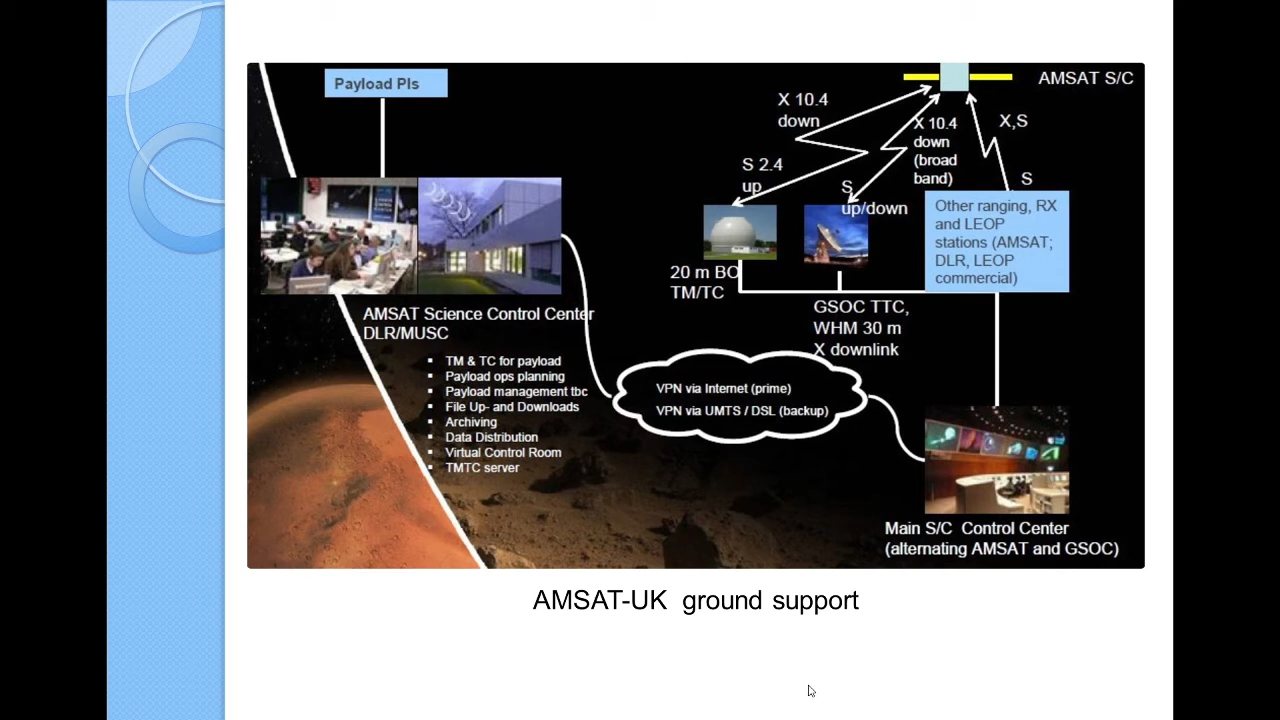 Payload PIs
AMSAT S/C
X 10.4
down
X 10.4
down
(broad
band)
X,S
S 2.4
up
S
up/down
S
Other ranging, RX
and LEOP
stations (AMSAT;
DLR, LEOP
commercial)
20 m BO
TM/TC
GSOC TTC,
WHM 30 m
X downlink
AMSAT Science Control Center
DLR/MUSC
▪ TM & TC for payload
▪ Payload ops planning
▪ Payload management tbc
▪ File Up- and Downloads
▪ Archiving
▪ Data Distribution
▪ Virtual Control Room
▪ TMTC server
VPN via Internet (prime)
VPN via UMTS / DSL (backup)
Main S/C Control Center
(alternating AMSAT and GSOC)
AMSAT-UK ground support